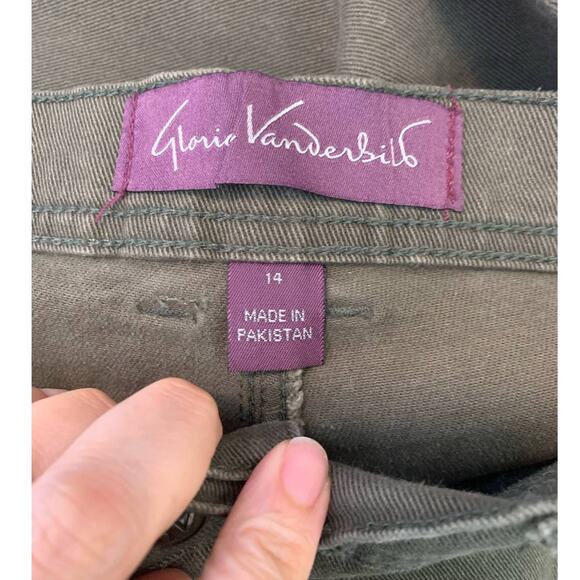 Gloria Vanderbilt
14
MADE IN
PAKISTAN